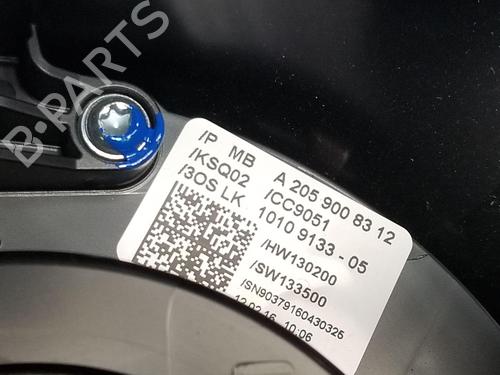 B-PARTS
/P MB A 205 900 83 12
/KSQ02 /CC9051
/3OS LK 1010 9133 - 05
/HW130200
/SW133500
/SN90379160430325
12.02.16 10:06